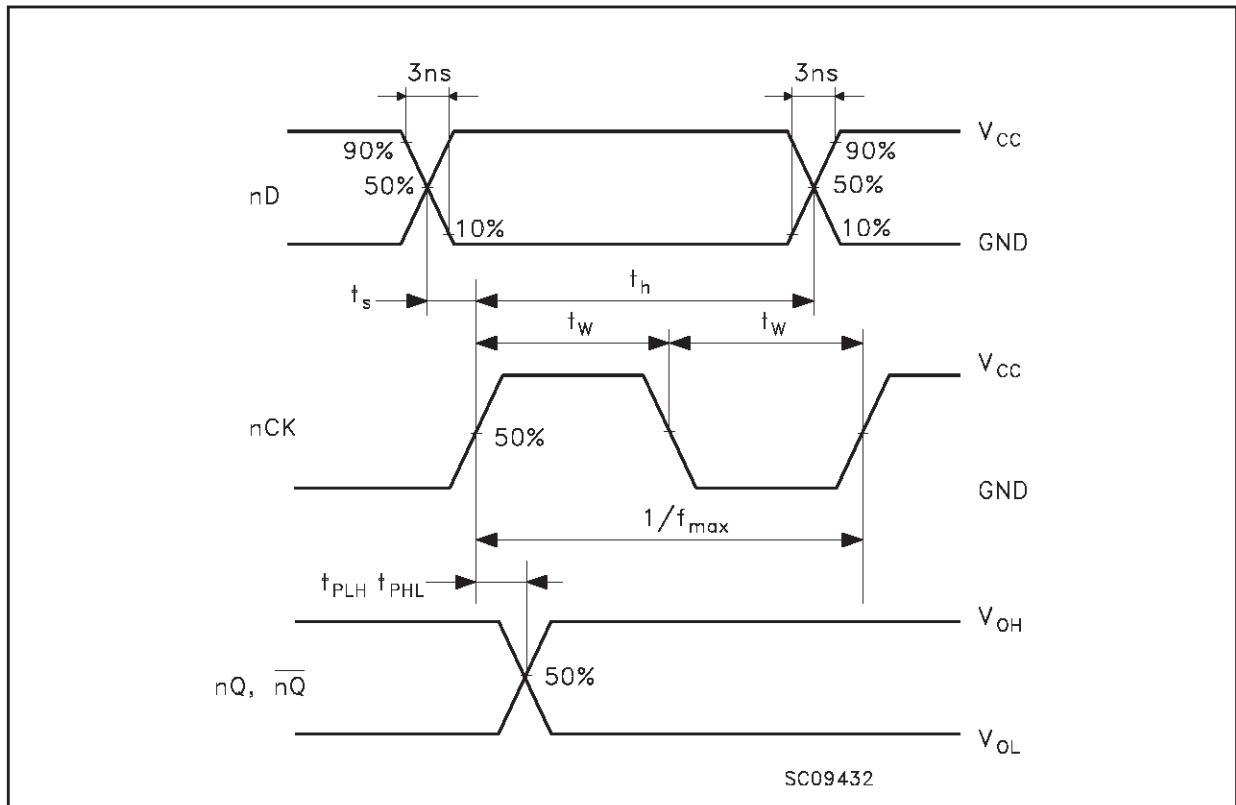 3ns 3ns
V_CC
90% 90%
nD 50% 50%
10% 10%
GND
t_s t_h
t_W t_W
V_CC
nCK 50%
GND
1/f_max
t_PLH t_PHL
V_OH
nQ, n̅Q̅ 50%
V_OL
SC09432